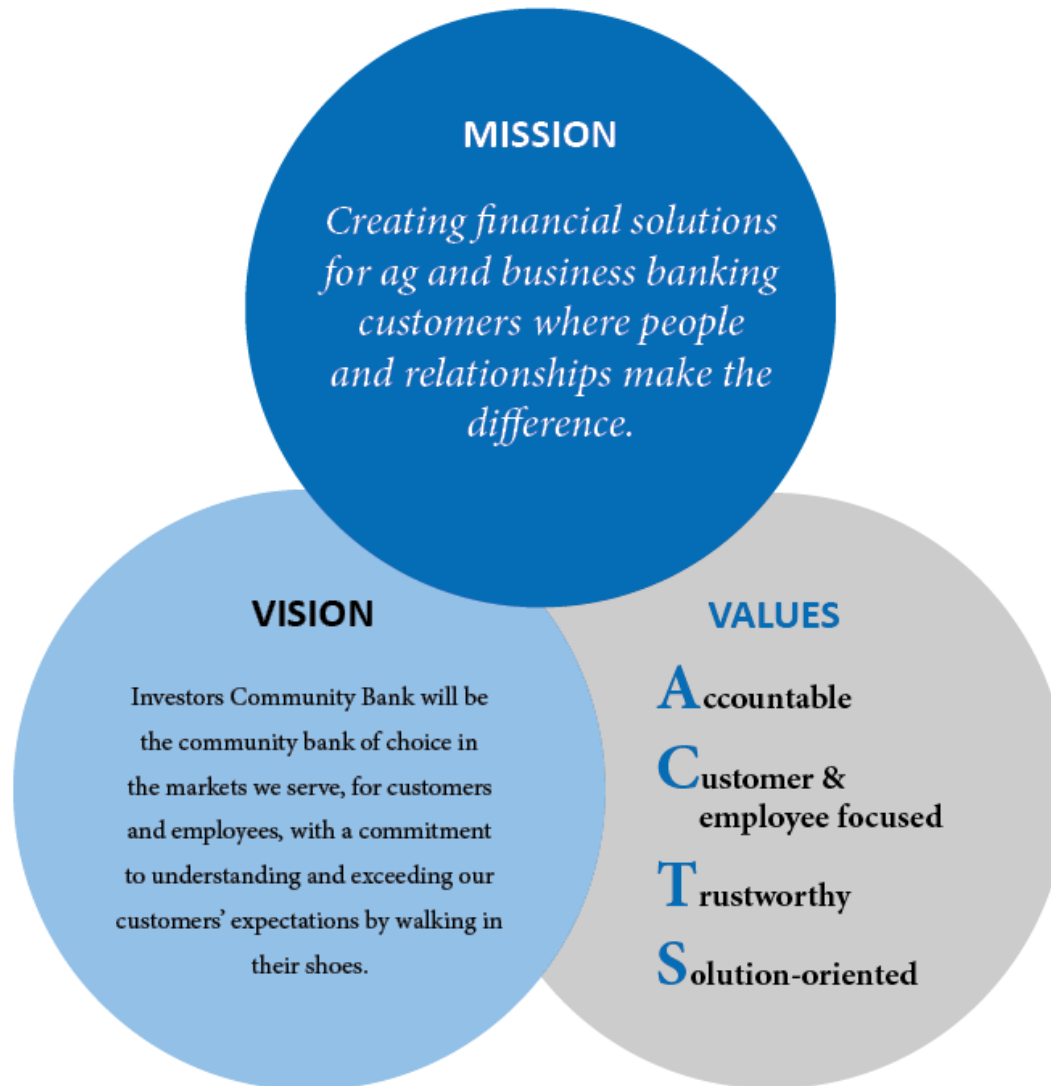 MISSION
Creating financial solutions
for ag and business banking
customers where people
and relationships make the
difference.
VISION
Investors Community Bank will be
the community bank of choice in
the markets we serve, for customers
and employees, with a commitment
to understanding and exceeding our
customers’ expectations by walking in
their shoes.
VALUES
Accountable
Customer &
employee focused
Trustworthy
Solution-oriented